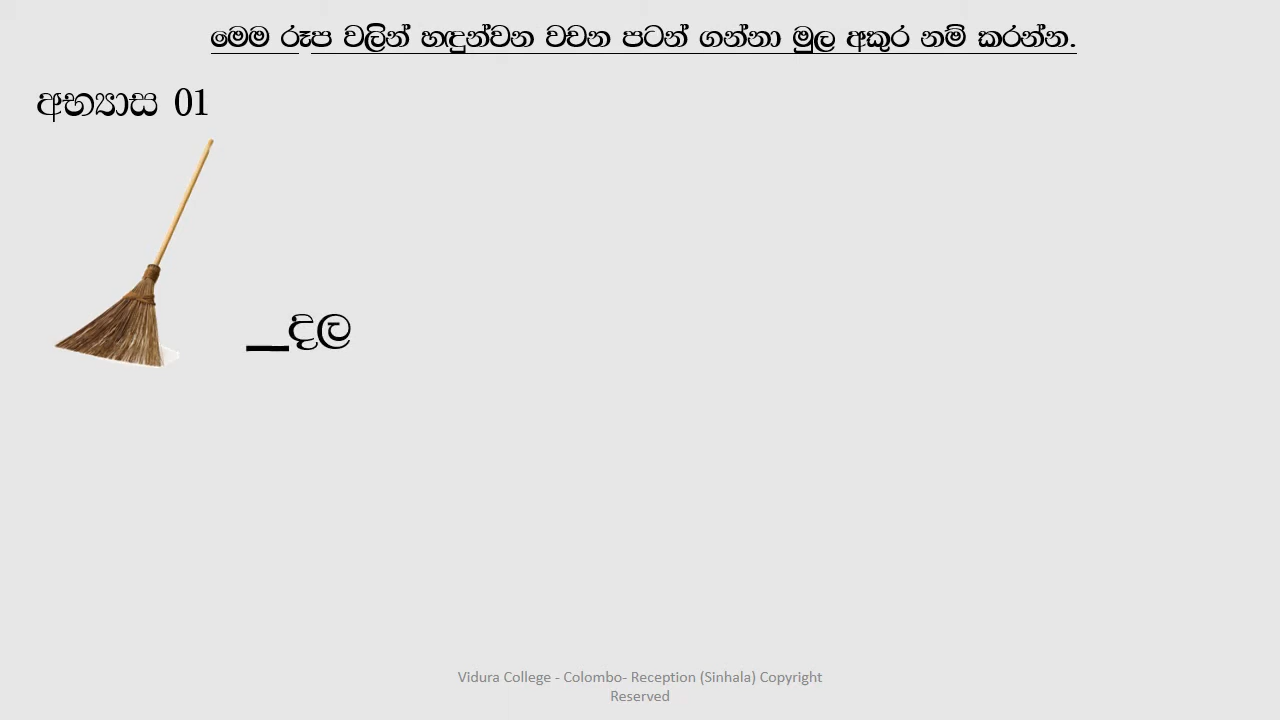 මෙම රූප වලින් හඳුන්වන වචන පටන් ගන්නා මුල අකුර නම් කරන්න.
අභ්‍යාස 01
_දල
Vidura College - Colombo- Reception (Sinhala) Copyright
Reserved